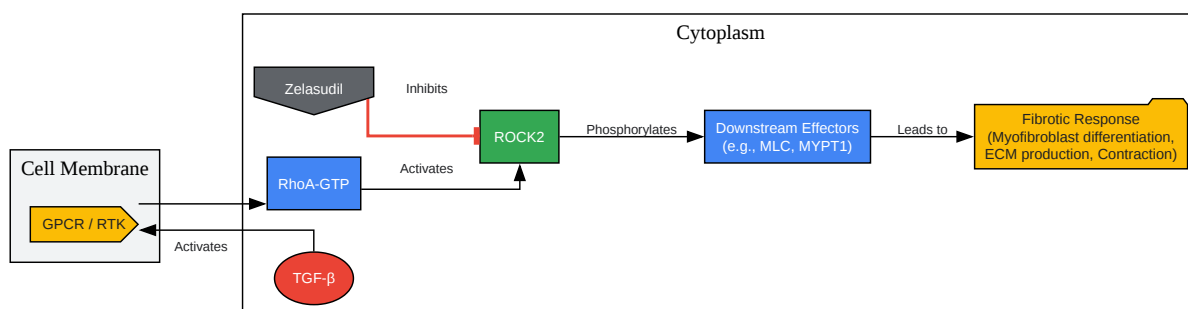 Cytoplasm
Zelasudil
Inhibits
ROCK2
Phosphorylates
Downstream Effectors
(e.g., MLC, MYPT1)
Leads to
Fibrotic Response
(Myofibroblast differentiation,
ECM production, Contraction)
Cell Membrane
RhoA-GTP
Activates
GPCR / RTK
Activates
TGF-β